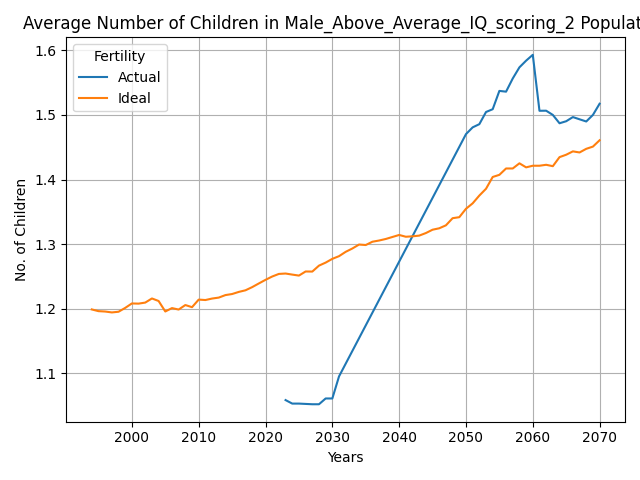 Average Number of Children in Male_Above_Average_IQ_scoring_2 Populat
Fertility
Actual
Ideal
No. of Children
1.6
1.5
1.4
1.3
1.2
1.1
2000 2010 2020 2030 2040 2050 2060 2070
Years